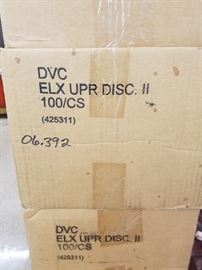 DVC
ELX UPR DISC. II
100/CS
(425311)
06.392
DVC
ELX UPR DISC. II
100/CS
(425311)